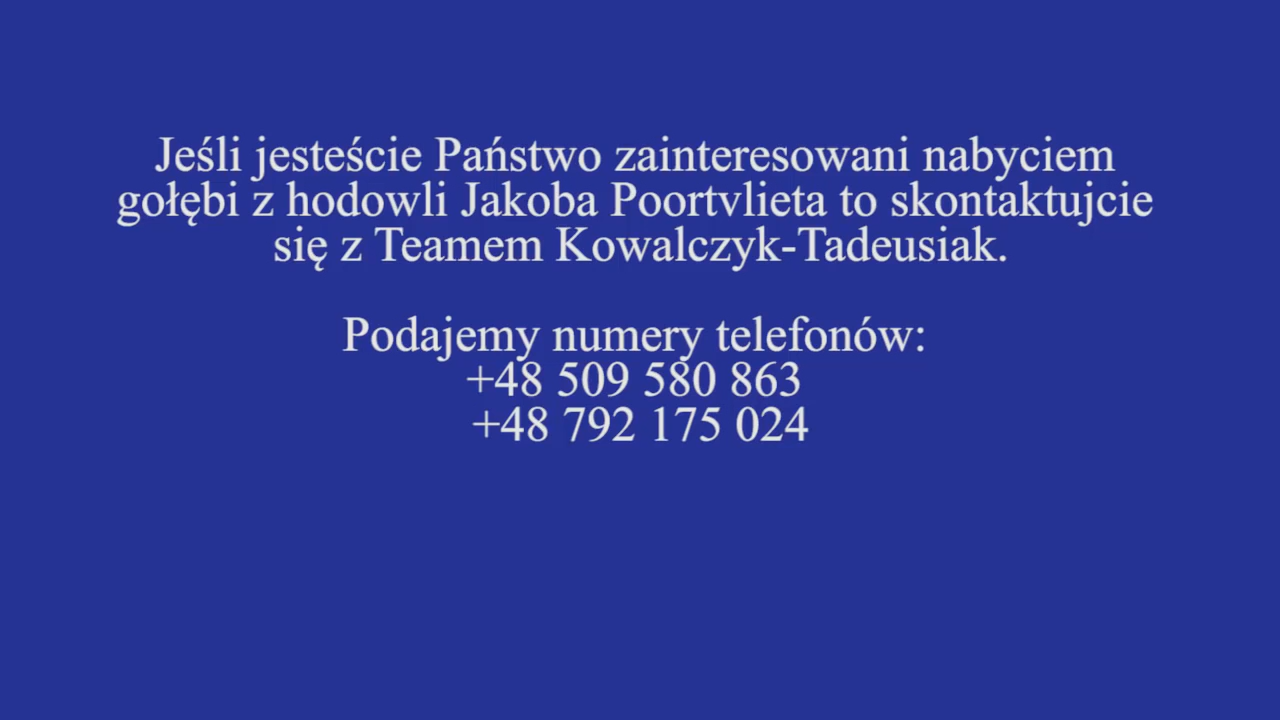 Jeśli jesteście Państwo zainteresowani nabyciem
gołębi z hodowli Jakoba Poortvlieta to skontaktujcie
się z Teamem Kowalczyk-Tadeusiak.
Podajemy numery telefonów:
+48 509 580 863
+48 792 175 024